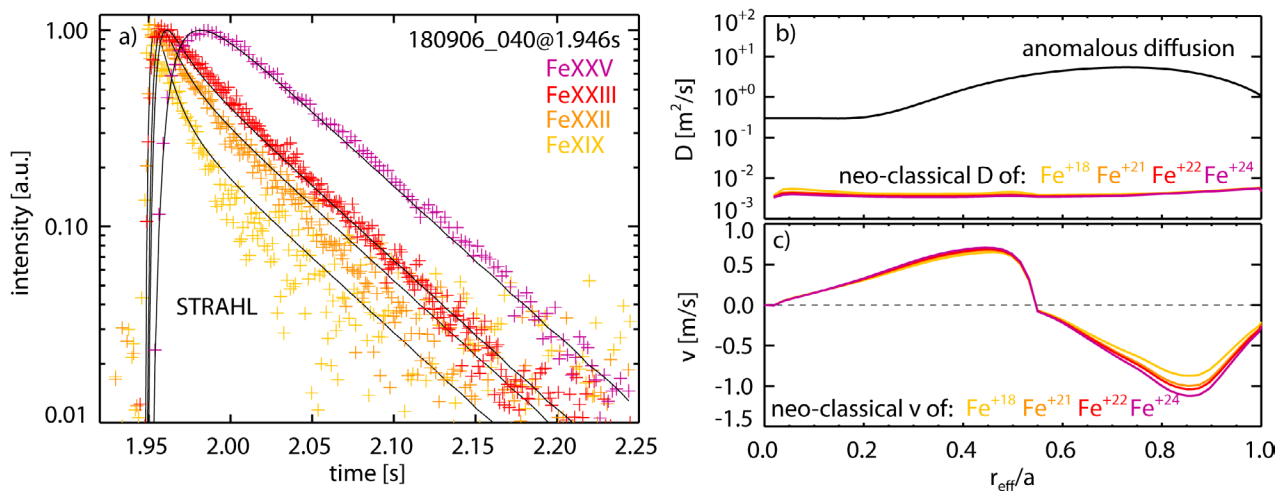 a)
180906_040@1.946s
FeXXV
FeXXIII
FeXXII
FeXIX
STRAHL
intensity [a.u.]
1.00
0.10
0.01
1.95 2.00 2.05 2.10 2.15 2.20 2.25
time [s]
b)
anomalous diffusion
neo-classical D of: Fe+18 Fe+21 Fe+22 Fe+24
D [m2/s]
10+2
10+1
10+0
10-1
10-2
10-3
c)
neo-classical v of: Fe+18 Fe+21 Fe+22 Fe+24
v [m/s]
1.0
0.5
0.0
-0.5
-1.0
-1.5
0.0 0.2 0.4 0.6 0.8 1.0
reff/a